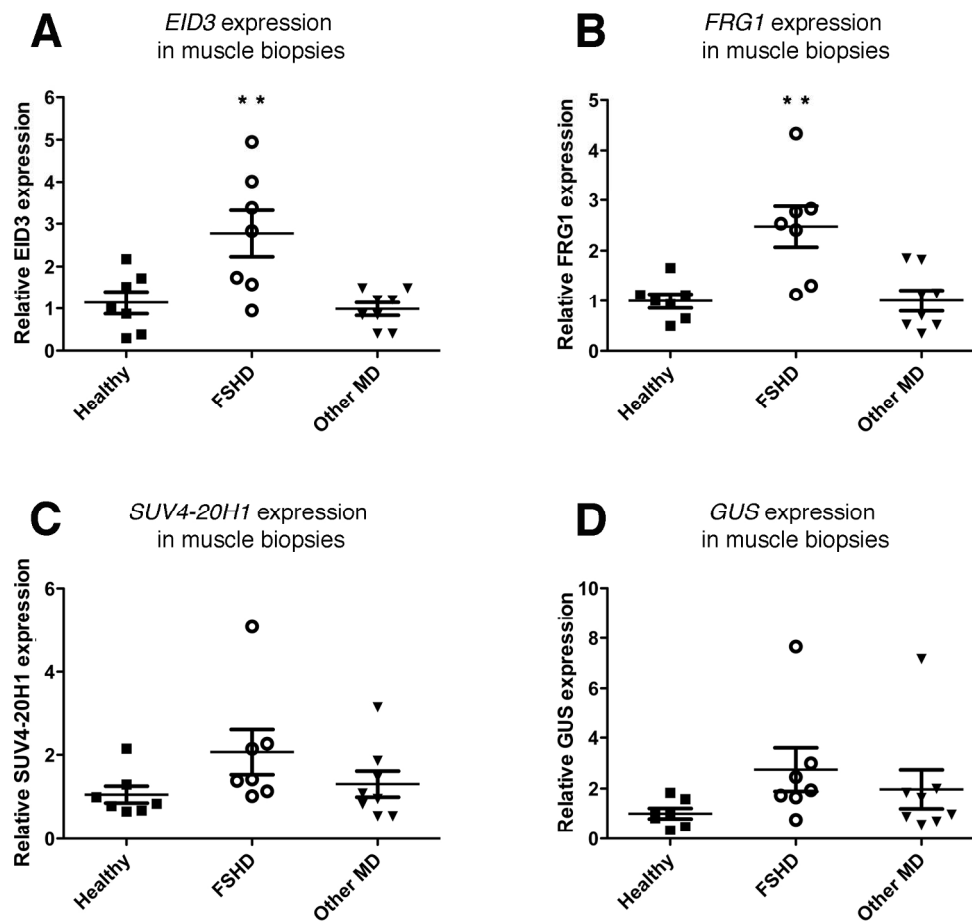 A
EID3 expression
in muscle biopsies
* *
Relative EID3 expression
6
5
4
3
2
1
0
Healthy
FSHD
Other MD
B
FRG1 expression
in muscle biopsies
* *
Relative FRG1 expression
5
4
3
2
1
0
Healthy
FSHD
Other MD
C
SUV4-20H1 expression
in muscle biopsies
Relative SUV4-20H1 expression
6
4
2
0
Healthy
FSHD
Other MD
D
GUS expression
in muscle biopsies
Relative GUS expression
10
8
6
4
2
0
Healthy
FSHD
Other MD